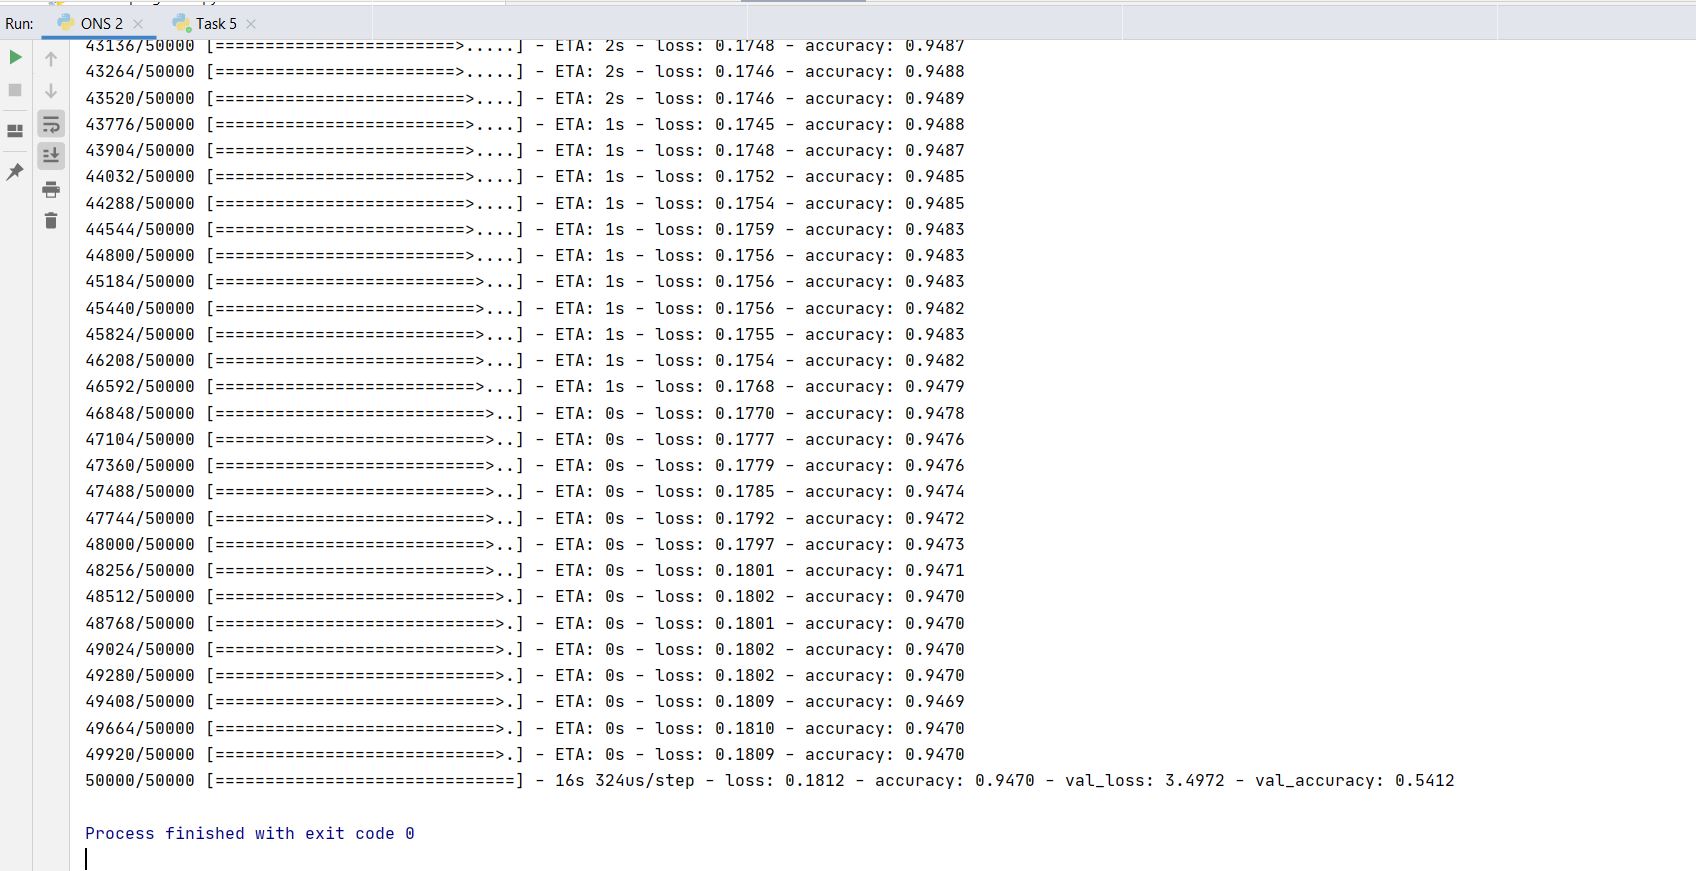 Run: ONS 2 Task 5
43136/50000 [========================>.....] - ETA: 2s - loss: 0.1748 - accuracy: 0.9487
43264/50000 [========================>.....] - ETA: 2s - loss: 0.1746 - accuracy: 0.9488
43520/50000 [=========================>....] - ETA: 2s - loss: 0.1746 - accuracy: 0.9489
43776/50000 [=========================>....] - ETA: 1s - loss: 0.1745 - accuracy: 0.9488
43904/50000 [=========================>....] - ETA: 1s - loss: 0.1748 - accuracy: 0.9487
44032/50000 [=========================>....] - ETA: 1s - loss: 0.1752 - accuracy: 0.9485
44288/50000 [=========================>....] - ETA: 1s - loss: 0.1754 - accuracy: 0.9485
44544/50000 [=========================>....] - ETA: 1s - loss: 0.1759 - accuracy: 0.9483
44800/50000 [=========================>....] - ETA: 1s - loss: 0.1756 - accuracy: 0.9483
45184/50000 [==========================>...] - ETA: 1s - loss: 0.1756 - accuracy: 0.9483
45440/50000 [==========================>...] - ETA: 1s - loss: 0.1756 - accuracy: 0.9482
45824/50000 [==========================>...] - ETA: 1s - loss: 0.1755 - accuracy: 0.9483
46208/50000 [==========================>...] - ETA: 1s - loss: 0.1754 - accuracy: 0.9482
46592/50000 [==========================>...] - ETA: 1s - loss: 0.1768 - accuracy: 0.9479
46848/50000 [===========================>..] - ETA: 0s - loss: 0.1770 - accuracy: 0.9478
47104/50000 [===========================>..] - ETA: 0s - loss: 0.1777 - accuracy: 0.9476
47360/50000 [===========================>..] - ETA: 0s - loss: 0.1779 - accuracy: 0.9476
47488/50000 [===========================>..] - ETA: 0s - loss: 0.1785 - accuracy: 0.9474
47744/50000 [===========================>..] - ETA: 0s - loss: 0.1792 - accuracy: 0.9472
48000/50000 [===========================>..] - ETA: 0s - loss: 0.1797 - accuracy: 0.9473
48256/50000 [===========================>..] - ETA: 0s - loss: 0.1801 - accuracy: 0.9471
48512/50000 [============================>.] - ETA: 0s - loss: 0.1802 - accuracy: 0.9470
48768/50000 [============================>.] - ETA: 0s - loss: 0.1801 - accuracy: 0.9470
49024/50000 [============================>.] - ETA: 0s - loss: 0.1802 - accuracy: 0.9470
49280/50000 [============================>.] - ETA: 0s - loss: 0.1802 - accuracy: 0.9470
49408/50000 [============================>.] - ETA: 0s - loss: 0.1809 - accuracy: 0.9469
49664/50000 [============================>.] - ETA: 0s - loss: 0.1810 - accuracy: 0.9470
49920/50000 [============================>.] - ETA: 0s - loss: 0.1809 - accuracy: 0.9470
50000/50000 [==============================] - 16s 324us/step - loss: 0.1812 - accuracy: 0.9470 - val_loss: 3.4972 - val_accuracy: 0.5412
Process finished with exit code 0